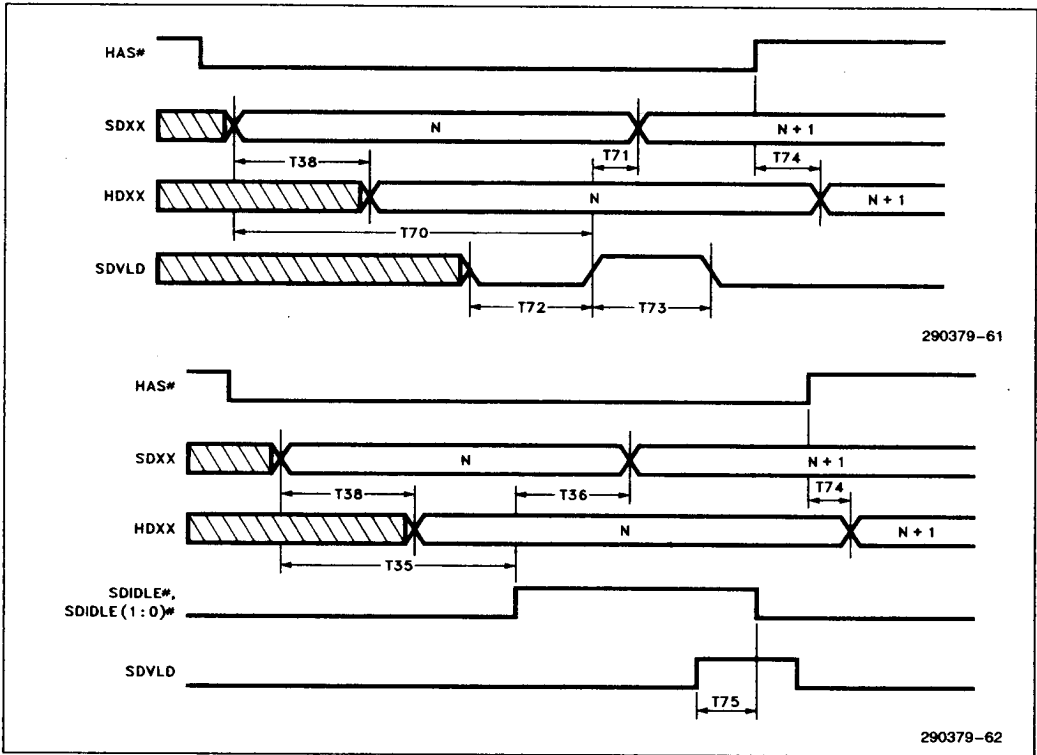 HAS#
SDXX
N
N + 1
T38
T71
T74
HDXX
N
N + 1
T70
SDVLD
T72
T73
290379-61
HAS#
SDXX
N
N + 1
T38
T36
T74
HDXX
N
N + 1
T35
SDIDLE#,
SDIDLE(1:0)#
SDVLD
T75
290379-62